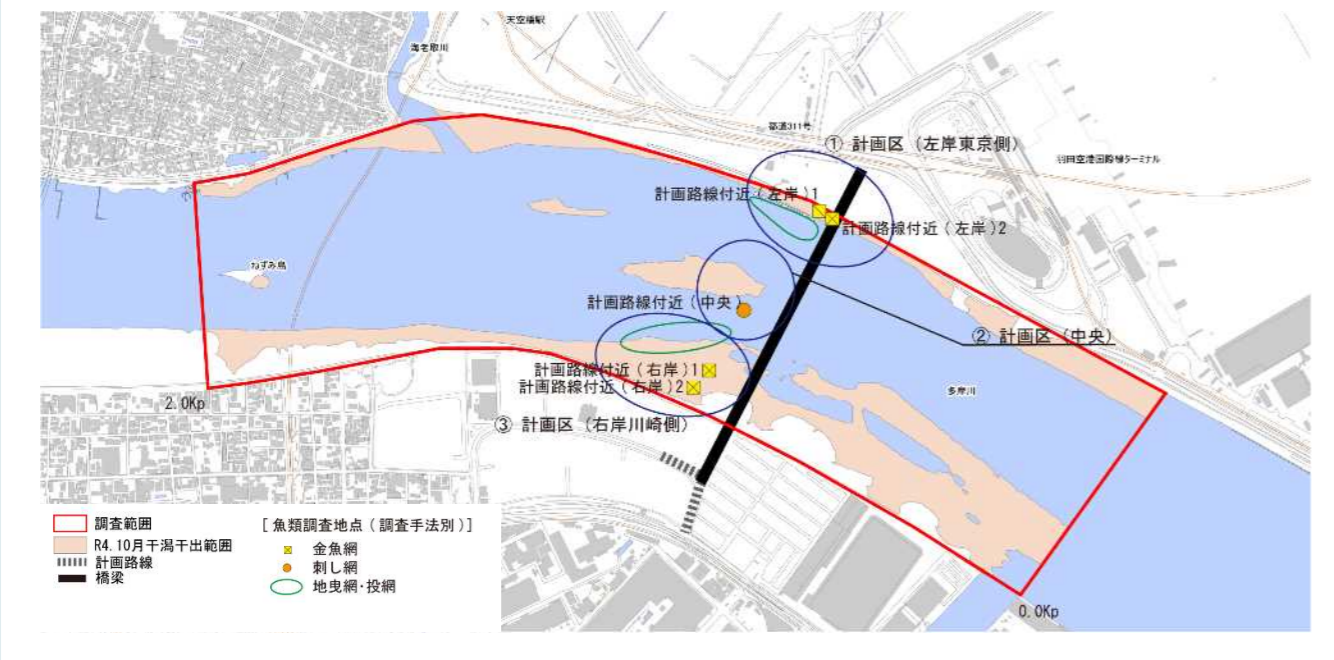 天空橋駅
海老取川
都道311号
① 計画区（左岸東京側）
羽田空港国際線ターミナル
計画路線付近(左岸)1
計画路線付近(左岸)2
ねずみ島
計画路線付近(中央)
② 計画区（中央）
計画路線付近(右岸)1
計画路線付近(右岸)2
多摩川
2.0Kp
③ 計画区（右岸川崎側）
0.0Kp
調査範囲
R4.10月干潟干出範囲
計画路線
橋梁
[魚類調査地点(調査手法別)]
金魚網
刺し網
地曳網・投網